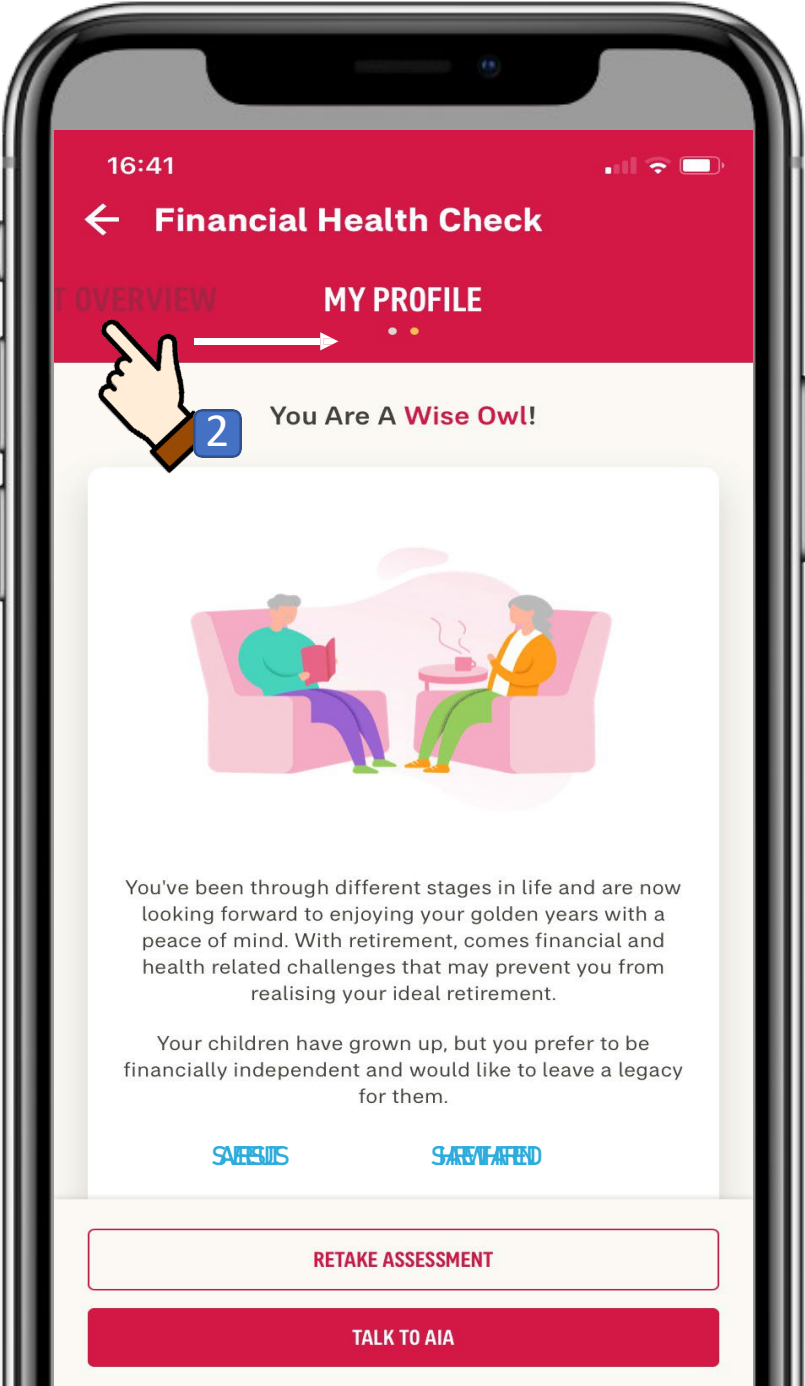 16:41
Financial Health Check
T OVERVIEW
MY PROFILE
2
You Are A Wise Owl!
You've been through different stages in life and are now
looking forward to enjoying your golden years with a
peace of mind. With retirement, comes financial and
health related challenges that may prevent you from
realising your ideal retirement.
Your children have grown up, but you prefer to be
financially independent and would like to leave a legacy
for them.
RETAKE ASSESSMENT
TALK TO AIA